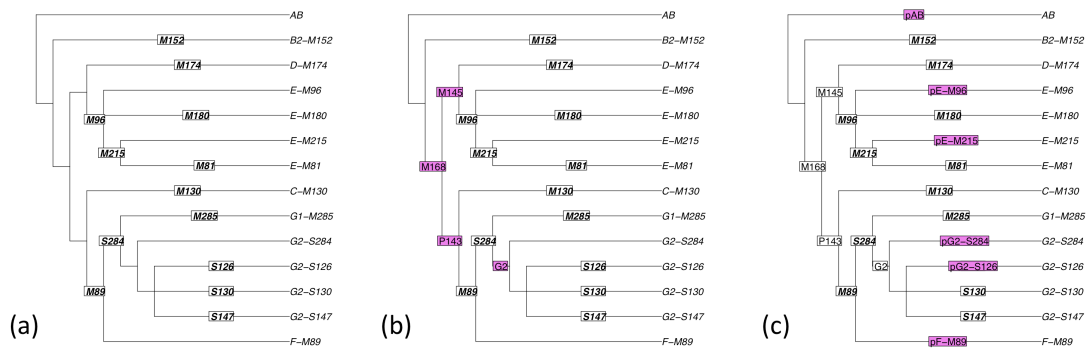 AB
M152 B2-M152
M174 D-M174
E-M96
M96 M180 E-M180
E-M215
M215
M81 E-M81
M130 C-M130
M285 G1-M285
S284 G2-S284
S126 G2-S126
M89 S130 G2-S130
S147 G2-S147
(a)
F-M89
AB
M152 B2-M152
M174 D-M174
M145 E-M96
M96 M180 E-M180
E-M215
M215
M168 M81 E-M81
M130 C-M130
M285 G1-M285
P143 S284 G2-S284
G2 S126 G2-S126
M89 S130 G2-S130
S147 G2-S147
(b)
F-M89
pAB AB
M152 B2-M152
M174 D-M174
M145 pE-M96 E-M96
M96 M180 E-M180
pE-M215 E-M215
M215
M168 M81 E-M81
M130 C-M130
M285 G1-M285
P143 S284 pG2-S284 G2-S284
G2 pG2-S126 G2-S126
M89 S130 G2-S130
S147 G2-S147
(c)
pF-M89 F-M89